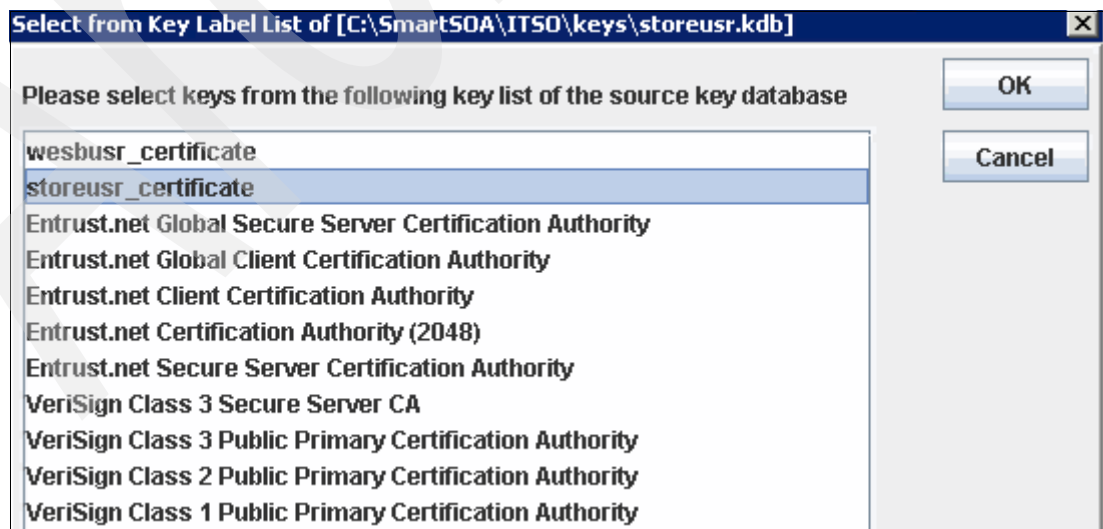 Select from Key Label List of [C:\SmartSOA\ITSO\keys\storeusr.kdb]
Please select keys from the following key list of the source key database
OK
Cancel
wesbusr_certificate
storeusr_certificate
Entrust.net Global Secure Server Certification Authority
Entrust.net Global Client Certification Authority
Entrust.net Client Certification Authority
Entrust.net Certification Authority (2048)
Entrust.net Secure Server Certification Authority
VeriSign Class 3 Secure Server CA
VeriSign Class 3 Public Primary Certification Authority
VeriSign Class 2 Public Primary Certification Authority
VeriSign Class 1 Public Primary Certification Authority